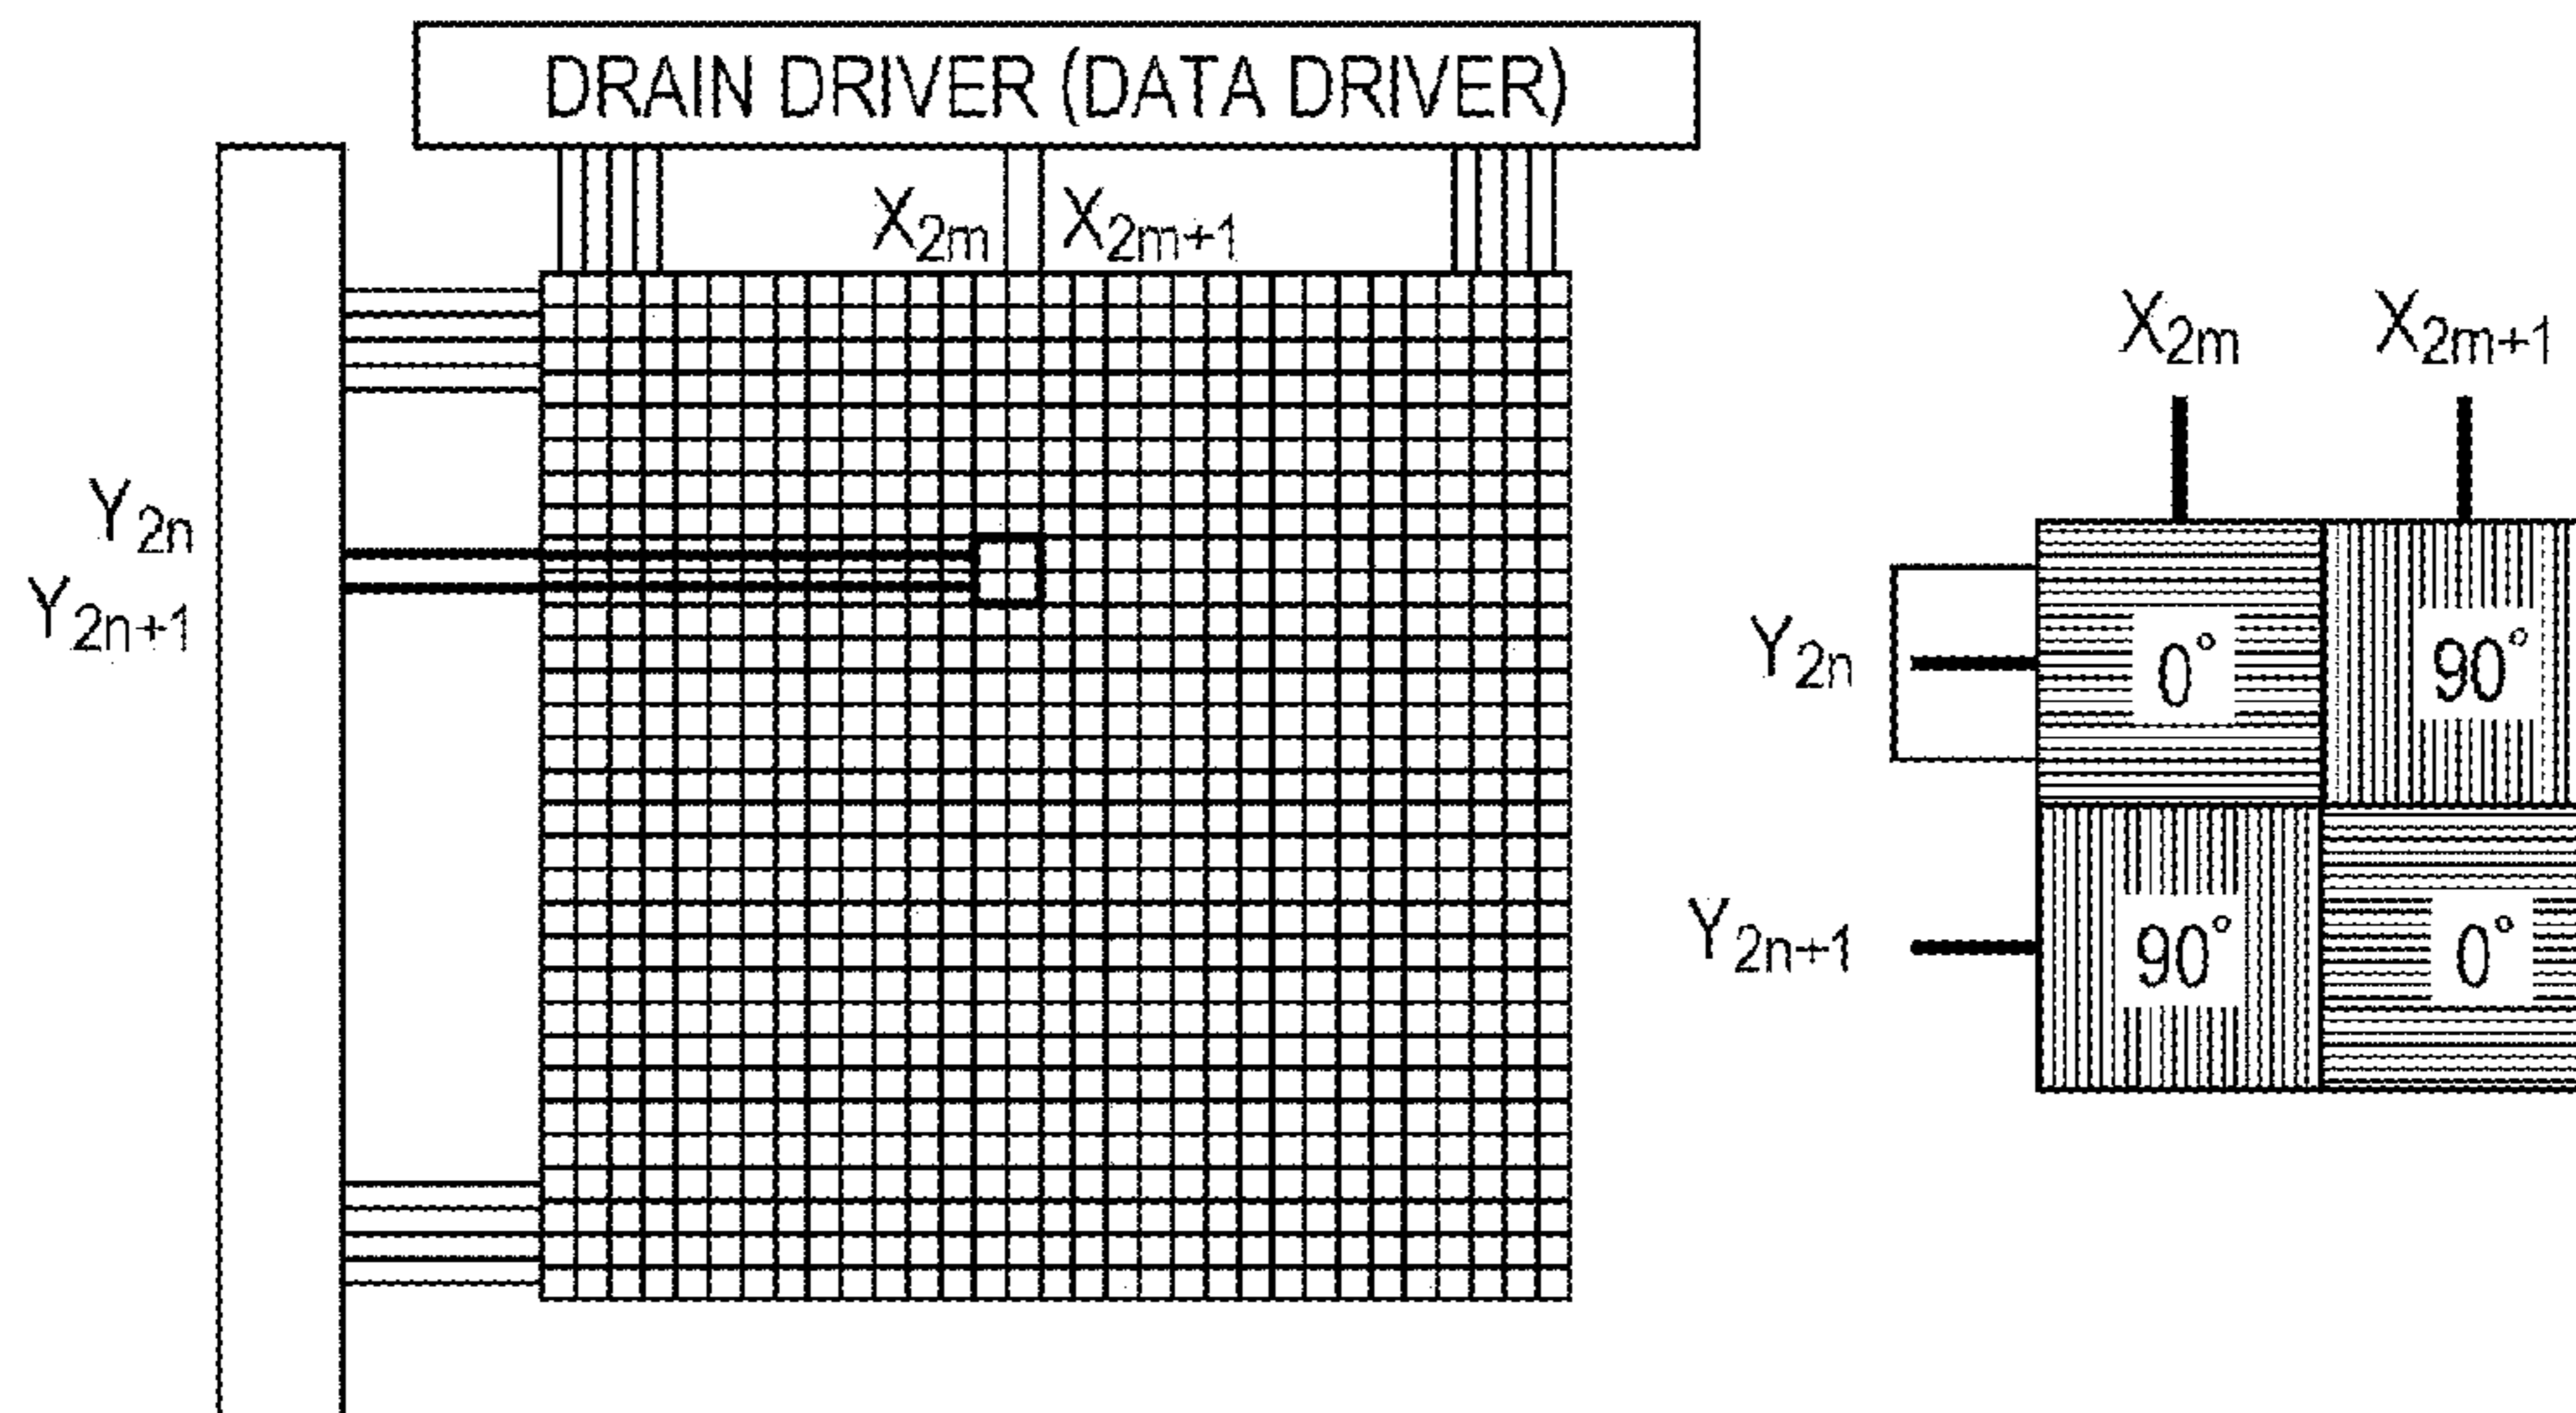 DRAIN DRIVER (DATA DRIVER)
X2m X2m+1
Y2n
Y2n+1
X2m X2m+1
Y2n 0° 90°
Y2n+1 90° 0°